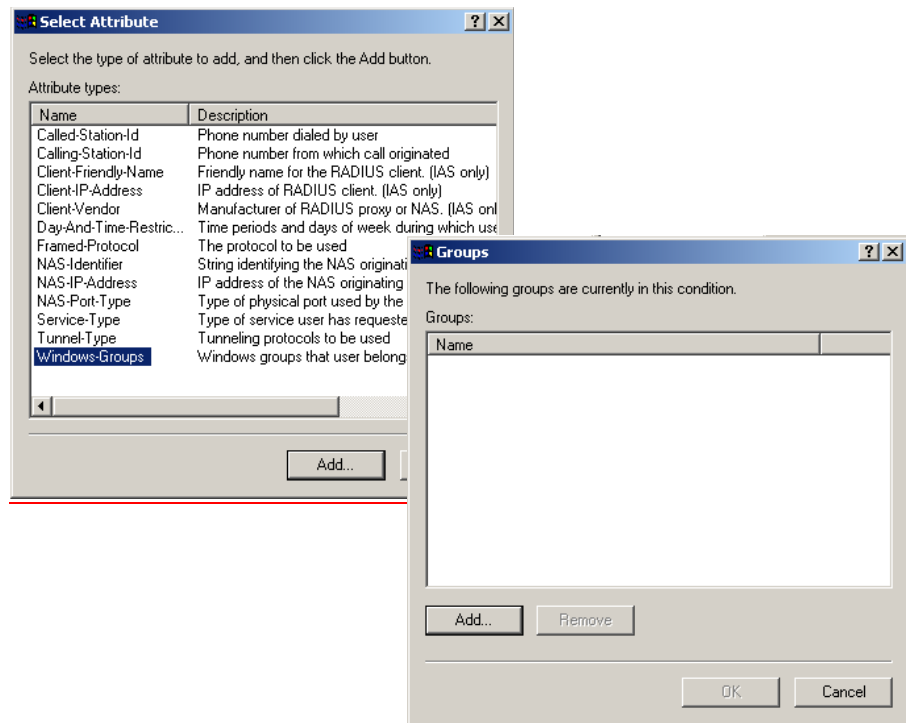 Select Attribute
Select the type of attribute to add, and then click the Add button.
Attribute types:
Name Description
Called-Station-Id Phone number dialed by user
Calling-Station-Id Phone number from which call originated
Client-Friendly-Name Friendly name for the RADIUS client. (IAS only)
Client-IP-Address IP address of RADIUS client. (IAS only)
Client-Vendor Manufacturer of RADIUS proxy or NAS. (IAS
Day-And-Time-Restric... Time periods and days of week during which
Framed-Protocol The protocol to be used
NAS-Identifier String identifying the NAS
NAS-IP-Address IP address of the NAS originating
NAS-Port-Type Type of physical port used by the
Service-Type Type of service user has
Tunnel-Type Tunneling protocols to be used
Windows-Groups Windows groups that user
Add...
Groups
The following groups are currently in this condition.
Groups:
Name
Add... Remove
OK Cancel